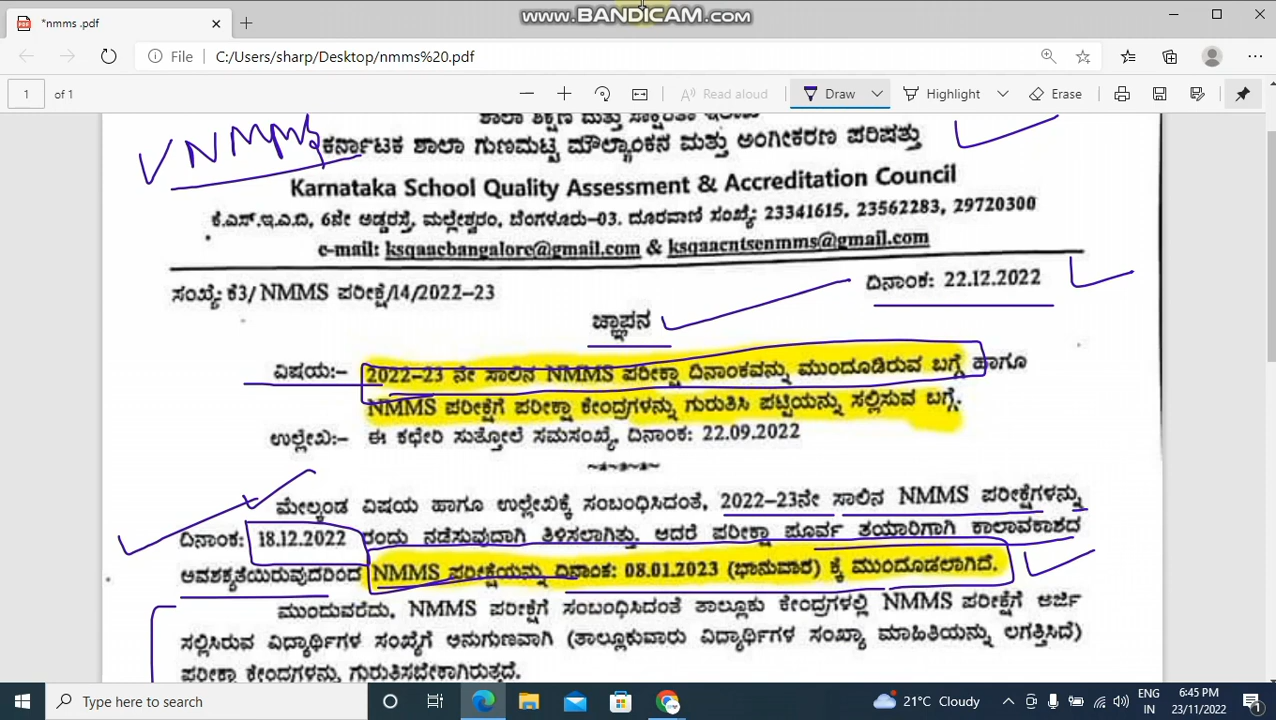 www.BANDICAM.com
*nmms .pdf
File C:/Users/sharp/Desktop/nmms%20.pdf
1 of 1 Read aloud Draw Highlight Erase
ಶಾಲಾ ಶಿಕ್ಷಣ ಮತ್ತು ಸಾಕ್ಷರತಾ ಇಲಾಖೆ
NMMS ಕರ್ನಾಟಕ ಶಾಲಾ ಗುಣಮಟ್ಟ ಮೌಲ್ಯಾಂಕನ ಮತ್ತು ಅಂಗೀಕರಣ ಪರಿಷತ್ತು
Karnataka School Quality Assessment & Accreditation Council
ಕೆ.ಎಸ್.ಇ.ಎ.ಬಿ, 6ನೇ ಅಡ್ಡರಸ್ತೆ, ಮಲ್ಲೇಶ್ವರಂ, ಬೆಂಗಳೂರು-03. ದೂರವಾಣಿ ಸಂಖ್ಯೆ: 23341615, 23562283, 29720300
e-mail: ksqaacbangalore@gmail.com & ksqaacntsenmms@gmail.com
ಸಂಖ್ಯೆ: ಕೆ3/ NMMS ಪರೀಕ್ಷೆ/14/2022-23 ದಿನಾಂಕ: 22.12.2022
ಜ್ಞಾಪನ
ವಿಷಯ:- 2022-23 ನೇ ಸಾಲಿನ NMMS ಪರೀಕ್ಷಾ ದಿನಾಂಕವನ್ನು ಮುಂದೂಡಿರುವ ಬಗ್ಗೆ ಹಾಗೂ
NMMS ಪರೀಕ್ಷೆಗೆ ಪರೀಕ್ಷಾ ಕೇಂದ್ರಗಳನ್ನು ಗುರುತಿಸಿ ಪಟ್ಟಿಯನ್ನು ಸಲ್ಲಿಸುವ ಬಗ್ಗೆ.
ಉಲ್ಲೇಖ:- ಈ ಕಛೇರಿ ಸುತ್ತೋಲೆ ಸಮಸಂಖ್ಯೆ, ದಿನಾಂಕ: 22.09.2022
ಮೇಲ್ಕಂಡ ವಿಷಯ ಹಾಗೂ ಉಲ್ಲೇಖಕ್ಕೆ ಸಂಬಂಧಿಸಿದಂತೆ, 2022-23ನೇ ಸಾಲಿನ NMMS ಪರೀಕ್ಷೆಗಳನ್ನು
ದಿನಾಂಕ: 18.12.2022 ರಂದು ನಡೆಸುವುದಾಗಿ ತಿಳಿಸಲಾಗಿತ್ತು. ಆದರೆ ಪರೀಕ್ಷಾ ಪೂರ್ವ ತಯಾರಿಗಾಗಿ ಕಾಲಾವಕಾಶದ
ಅವಶ್ಯಕತೆಯಿರುವುದರಿಂದ NMMS ಪರೀಕ್ಷೆಯನ್ನು ದಿನಾಂಕ: 08.01.2023 (ಭಾನುವಾರ) ಕ್ಕೆ ಮುಂದೂಡಲಾಗಿದೆ.
ಮುಂದುವರೆದು, NMMS ಪರೀಕ್ಷೆಗೆ ಸಂಬಂಧಿಸಿದಂತೆ ತಾಲ್ಲೂಕು ಕೇಂದ್ರಗಳಲ್ಲಿ NMMS ಪರೀಕ್ಷೆಗೆ ಅರ್ಜಿ
ಸಲ್ಲಿಸಿರುವ ವಿದ್ಯಾರ್ಥಿಗಳ ಸಂಖ್ಯೆಗೆ ಅನುಗುಣವಾಗಿ (ತಾಲ್ಲೂಕುವಾರು ವಿದ್ಯಾರ್ಥಿಗಳ ಸಂಖ್ಯಾ ಮಾಹಿತಿಯನ್ನು ಲಗತ್ತಿಸಿದೆ)
ಪರೀಕ್ಷಾ ಕೇಂದ್ರಗಳನ್ನು ಗುರುತಿಸಬೇಕಾಗಿರುತ್ತದೆ.
Type here to search 21°C Cloudy ENG IN 6:45 PM 23/11/2022 1